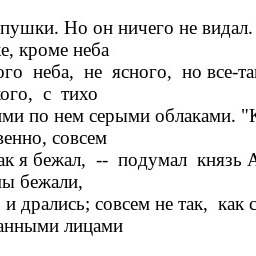 пушки. Но он ничего не видал.
е, кроме неба
ого неба, не ясного, но все-та
ого, с тихо
ми по нем серыми облаками. "К
венно, совсем
ак я бежал, -- подумал князь А
ы бежали,
и дрались; совсем не так, как с
анными лицами